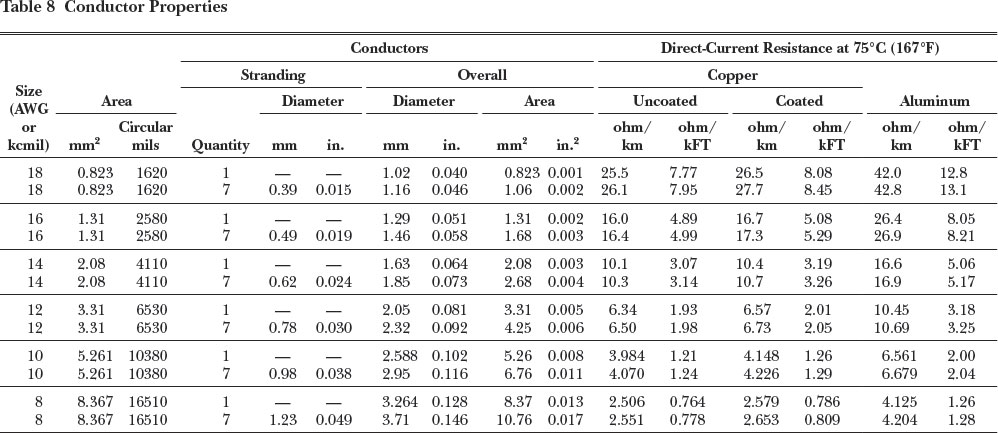 Table 8 Conductor Properties
Conductors Direct-Current Resistance at 75°C (167°F)
Stranding Overall Copper
Size
(AWG
or
kcmil)
Area Diameter Diameter Area Uncoated Coated Aluminum
mm² Circular mils Quantity mm in. mm in. mm² in.² ohm/km ohm/kFT ohm/km ohm/kFT ohm/km ohm/kFT
18 0.823 1620 1 — — 1.02 0.040 0.823 0.001 25.5 7.77 26.5 8.08 42.0 12.8
18 0.823 1620 7 0.39 0.015 1.16 0.046 1.06 0.002 26.1 7.95 27.7 8.45 42.8 13.1
16 1.31 2580 1 — — 1.29 0.051 1.31 0.002 16.0 4.89 16.7 5.08 26.4 8.05
16 1.31 2580 7 0.49 0.019 1.46 0.058 1.68 0.003 16.4 4.99 17.3 5.29 26.9 8.21
14 2.08 4110 1 — — 1.63 0.064 2.08 0.003 10.1 3.07 10.4 3.19 16.6 5.06
14 2.08 4110 7 0.62 0.024 1.85 0.073 2.68 0.004 10.3 3.14 10.7 3.26 16.9 5.17
12 3.31 6530 1 — — 2.05 0.081 3.31 0.005 6.34 1.93 6.57 2.01 10.45 3.18
12 3.31 6530 7 0.78 0.030 2.32 0.092 4.25 0.006 6.50 1.98 6.73 2.05 10.69 3.25
10 5.261 10380 1 — — 2.588 0.102 5.26 0.008 3.984 1.21 4.148 1.26 6.561 2.00
10 5.261 10380 7 0.98 0.038 2.95 0.116 6.76 0.011 4.070 1.24 4.226 1.29 6.679 2.04
8 8.367 16510 1 — — 3.264 0.128 8.37 0.013 2.506 0.764 2.579 0.786 4.125 1.26
8 8.367 16510 7 1.23 0.049 3.71 0.146 10.76 0.017 2.551 0.778 2.653 0.809 4.204 1.28